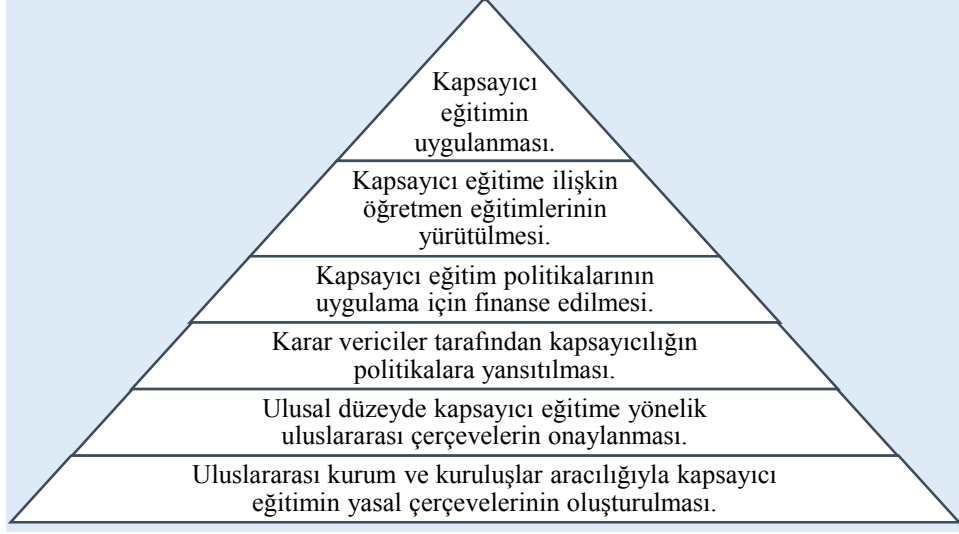 Kapsayıcı
eğitimin
uygulanması.
Kapsayıcı eğitime ilişkin
öğretmen eğitimlerinin
yürütülmesi.
Kapsayıcı eğitim politikalarının
uygulama için finanse edilmesi.
Karar vericiler tarafından kapsayıcılığın
politikalara yansıtılması.
Ulusal düzeyde kapsayıcı eğitime yönelik
uluslararası çerçevelerin onaylanması.
Uluslararası kurum ve kuruluşlar aracılığıyla kapsayıcı
eğitimin yasal çerçevelerinin oluşturulması.